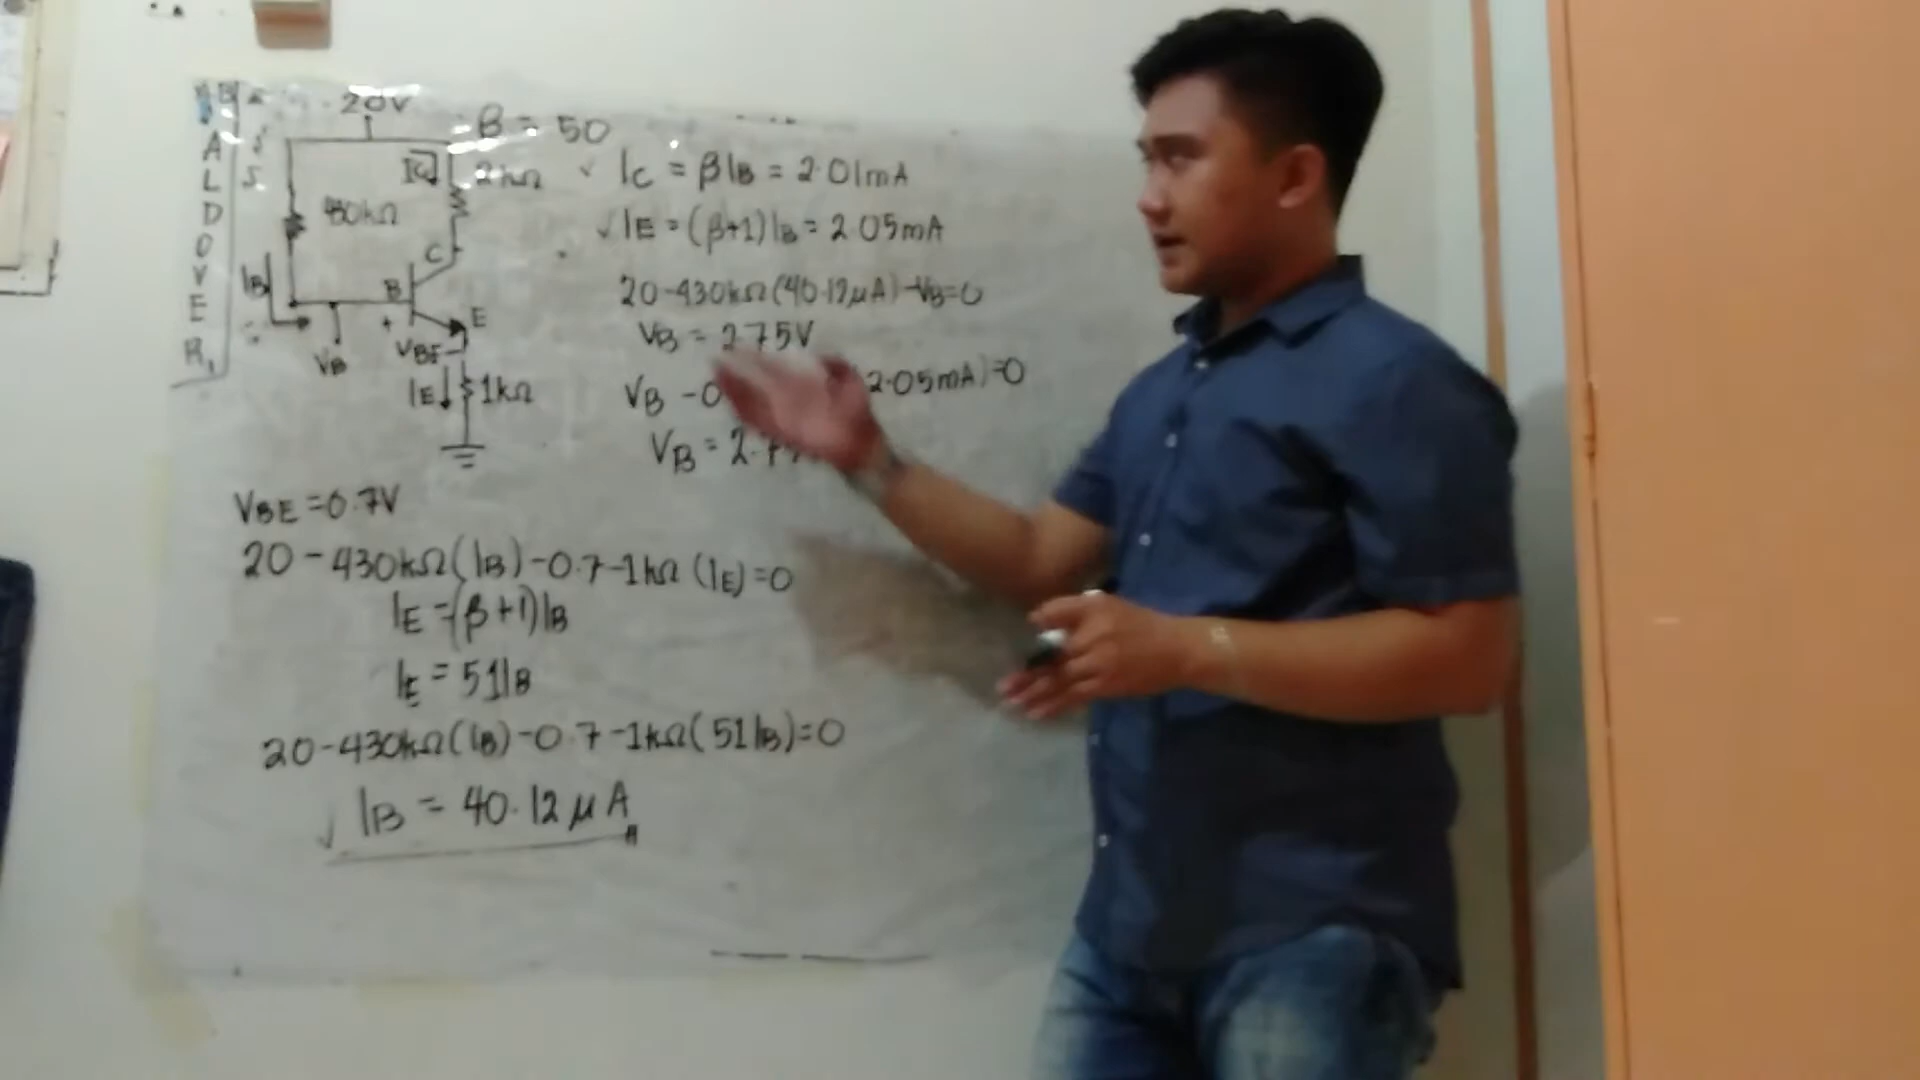 20V
β = 50
IC
2kΩ
430kΩ
C
IB
B
E
+
VBE -
VB
IE
1kΩ
ALDOVER,
VBE = 0.7V
20 - 430kΩ(IB) - 0.7 - 1kΩ (IE) = 0
IE = (β + 1)IB
IE = 51IB
20 - 430kΩ(IB) - 0.7 - 1kΩ(51IB) = 0
√ IB = 40.12 μA
√ IC = βIB = 2.01mA
√ IE = (β+1)IB = 2.05mA
20 - 430kΩ(40.12μA) - VB = 0
VB = 2.75V
VB - 0 2.05mA) = 0
VB = 2.7